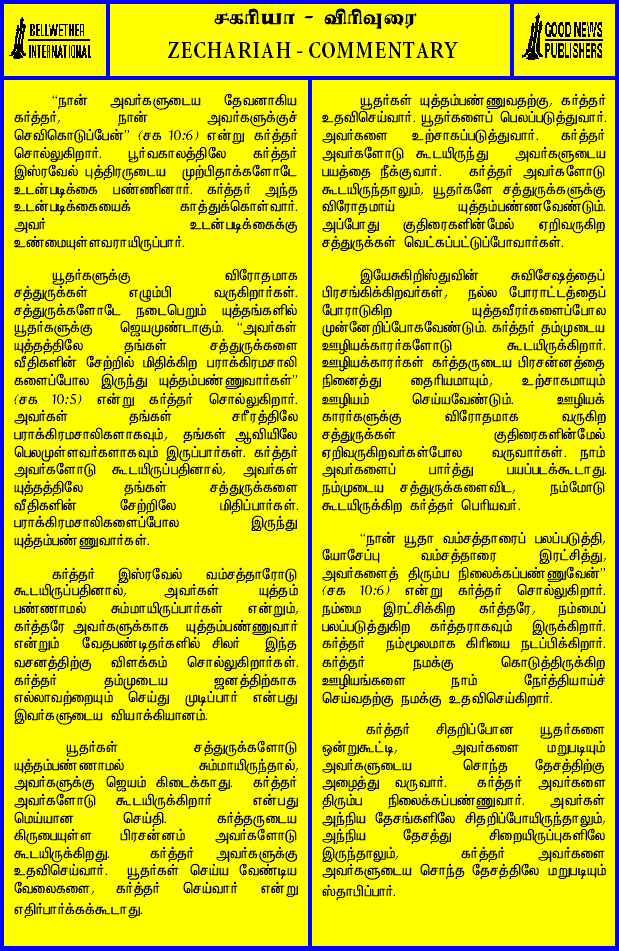 BELLWETHER
INTERNATIONAL
சகரியா - விரிவுரை
ZECHARIAH - COMMENTARY
GOOD NEWS
PUBLISHERS
“நான் அவர்களுடைய தேவனாகிய
கர்த்தர், நான் அவர்களுக்குச்
செவிகொடுப்பேன்” (சக 10:6) என்று கர்த்தர்
சொல்லுகிறார். பூர்வகாலத்திலே கர்த்தர்
இஸ்ரவேல் புத்திரருடைய முற்பிதாக்களோடே
உடன்படிக்கை பண்ணினார். கர்த்தர் அந்த
உடன்படிக்கையைக் காத்துக்கொள்வார்.
அவர் உடன்படிக்கைக்கு
உண்மையுள்ளவராயிருப்பார்.
யூதர்களுக்கு விரோதமாக
சத்துருக்கள் எழும்பி வருகிறார்கள்.
சத்துருக்களோடே நடைபெறும் யுத்தங்களில்
யூதர்களுக்கு ஜெயமுண்டாகும். “அவர்கள்
யுத்தத்திலே தங்கள் சத்துருக்களை
வீதிகளின் சேற்றில் மிதிக்கிற பராக்கிரமசாலி
களைப்போல இருந்து யுத்தம்பண்ணுவார்கள்”
(சக 10:5) என்று கர்த்தர் சொல்லுகிறார்.
அவர்கள் தங்கள் சரீரத்திலே
பராக்கிரமசாலிகளாகவும், தங்கள் ஆவியிலே
பெலமுள்ளவர்களாகவும் இருப்பார்கள். கர்த்தர்
அவர்களோடு கூடயிருப்பதினால், அவர்கள்
யுத்தத்திலே தங்கள் சத்துருக்களை
வீதிகளின் சேற்றிலே மிதிப்பார்கள்.
பராக்கிரமசாலிகளைப்போல இருந்து
யுத்தம்பண்ணுவார்கள்.
கர்த்தர் இஸ்ரவேல் வம்சத்தாரோடு
கூடயிருப்பதினால், அவர்கள் யுத்தம்
பண்ணாமல் சும்மாயிருப்பார்கள் என்றும்,
கர்த்தரே அவர்களுக்காக யுத்தம்பண்ணுவார்
என்றும் வேதபண்டிதர்களில் சிலர் இந்த
வசனத்திற்கு விளக்கம் சொல்லுகிறார்கள்.
கர்த்தர் தம்முடைய ஜனத்திற்காக
எல்லாவற்றையும் செய்து முடிப்பார் என்பது
இவர்களுடைய வியாக்கியானம்.
யூதர்கள் சத்துருக்களோடு
யுத்தம்பண்ணாமல் சும்மாயிருந்தால்,
அவர்களுக்கு ஜெயம் கிடைக்காது. கர்த்தர்
அவர்களோடு கூடயிருக்கிறார் என்பது
மெய்யான செய்தி. கர்த்தருடைய
கிருபையுள்ள பிரசன்னம் அவர்களோடு
கூடயிருக்கிறது. கர்த்தர் அவர்களுக்கு
உதவிசெய்வார். யூதர்கள் செய்ய வேண்டிய
வேலைகளை, கர்த்தர் செய்வார் என்று
எதிர்பார்க்கக்கூடாது.
யூதர்கள் யுத்தம்பண்ணுவதற்கு, கர்த்தர்
உதவிசெய்வார். யூதர்களைப் பெலப்படுத்துவார்.
அவர்களை உற்சாகப்படுத்துவார். கர்த்தர்
அவர்களோடு கூடயிருந்து அவர்களுடைய
பயத்தை நீக்குவார். கர்த்தர் அவர்களோடு
கூடயிருந்தாலும், யூதர்களே சத்துருக்களுக்கு
விரோதமாய் யுத்தம்பண்ணவேண்டும்.
அப்போது குதிரைகளின்மேல் ஏறிவருகிற
சத்துருக்கள் வெட்கப்பட்டுப்போவார்கள்.
இயேசுகிறிஸ்துவின் சுவிசேஷத்தைப்
பிரசங்கிக்கிறவர்கள், நல்ல போராட்டத்தைப்
போராடுகிற யுத்தவீரர்களைப்போல
முன்னேறிப்போகவேண்டும். கர்த்தர் தம்முடைய
ஊழியக்காரர்களோடு கூடயிருக்கிறார்.
ஊழியக்காரர்கள் கர்த்தருடைய பிரசன்னத்தை
நினைத்து தைரியமாயும், உற்சாகமாயும்
ஊழியம் செய்யவேண்டும். ஊழியக்
காரர்களுக்கு விரோதமாக வருகிற
சத்துருக்கள் குதிரைகளின்மேல்
ஏறிவருகிறவர்கள்போல வருவார்கள். நாம்
அவர்களைப் பார்த்து பயப்படக்கூடாது.
நம்முடைய சத்துருக்களைவிட, நம்மோடு
கூடயிருக்கிற கர்த்தர் பெரியவர்.
“நான் யூதா வம்சத்தாரைப் பலப்படுத்தி,
யோசேப்பு வம்சத்தாரை இரட்சித்து,
அவர்களைத் திரும்ப நிலைக்கப்பண்ணுவேன்”
(சக 10:6) என்று கர்த்தர் சொல்லுகிறார்.
நம்மை இரட்சிக்கிற கர்த்தரே, நம்மைப்
பலப்படுத்துகிற கர்த்தராகவும் இருக்கிறார்.
கர்த்தர் நம்மூலமாக கிரியை நடப்பிக்கிறார்.
கர்த்தர் நமக்கு கொடுத்திருக்கிற
ஊழியங்களை நாம் நேர்த்தியாய்ச்
செய்வதற்கு நமக்கு உதவிசெய்கிறார்.
கர்த்தர் சிதறிப்போன யூதர்களை
ஒன்றுகூட்டி, அவர்களை மறுபடியும்
அவர்களுடைய சொந்த தேசத்திற்கு
அழைத்து வருவார். கர்த்தர் அவர்களை
திரும்ப நிலைக்கப்பண்ணுவார். அவர்கள்
அந்நிய தேசங்களிலே சிதறிப்போயிருந்தாலும்,
அந்நிய தேசத்து சிறையிருப்புகளிலே
இருந்தாலும், கர்த்தர் அவர்களை
அவர்களுடைய சொந்த தேசத்திலே மறுபடியும்
ஸ்தாபிப்பார்.